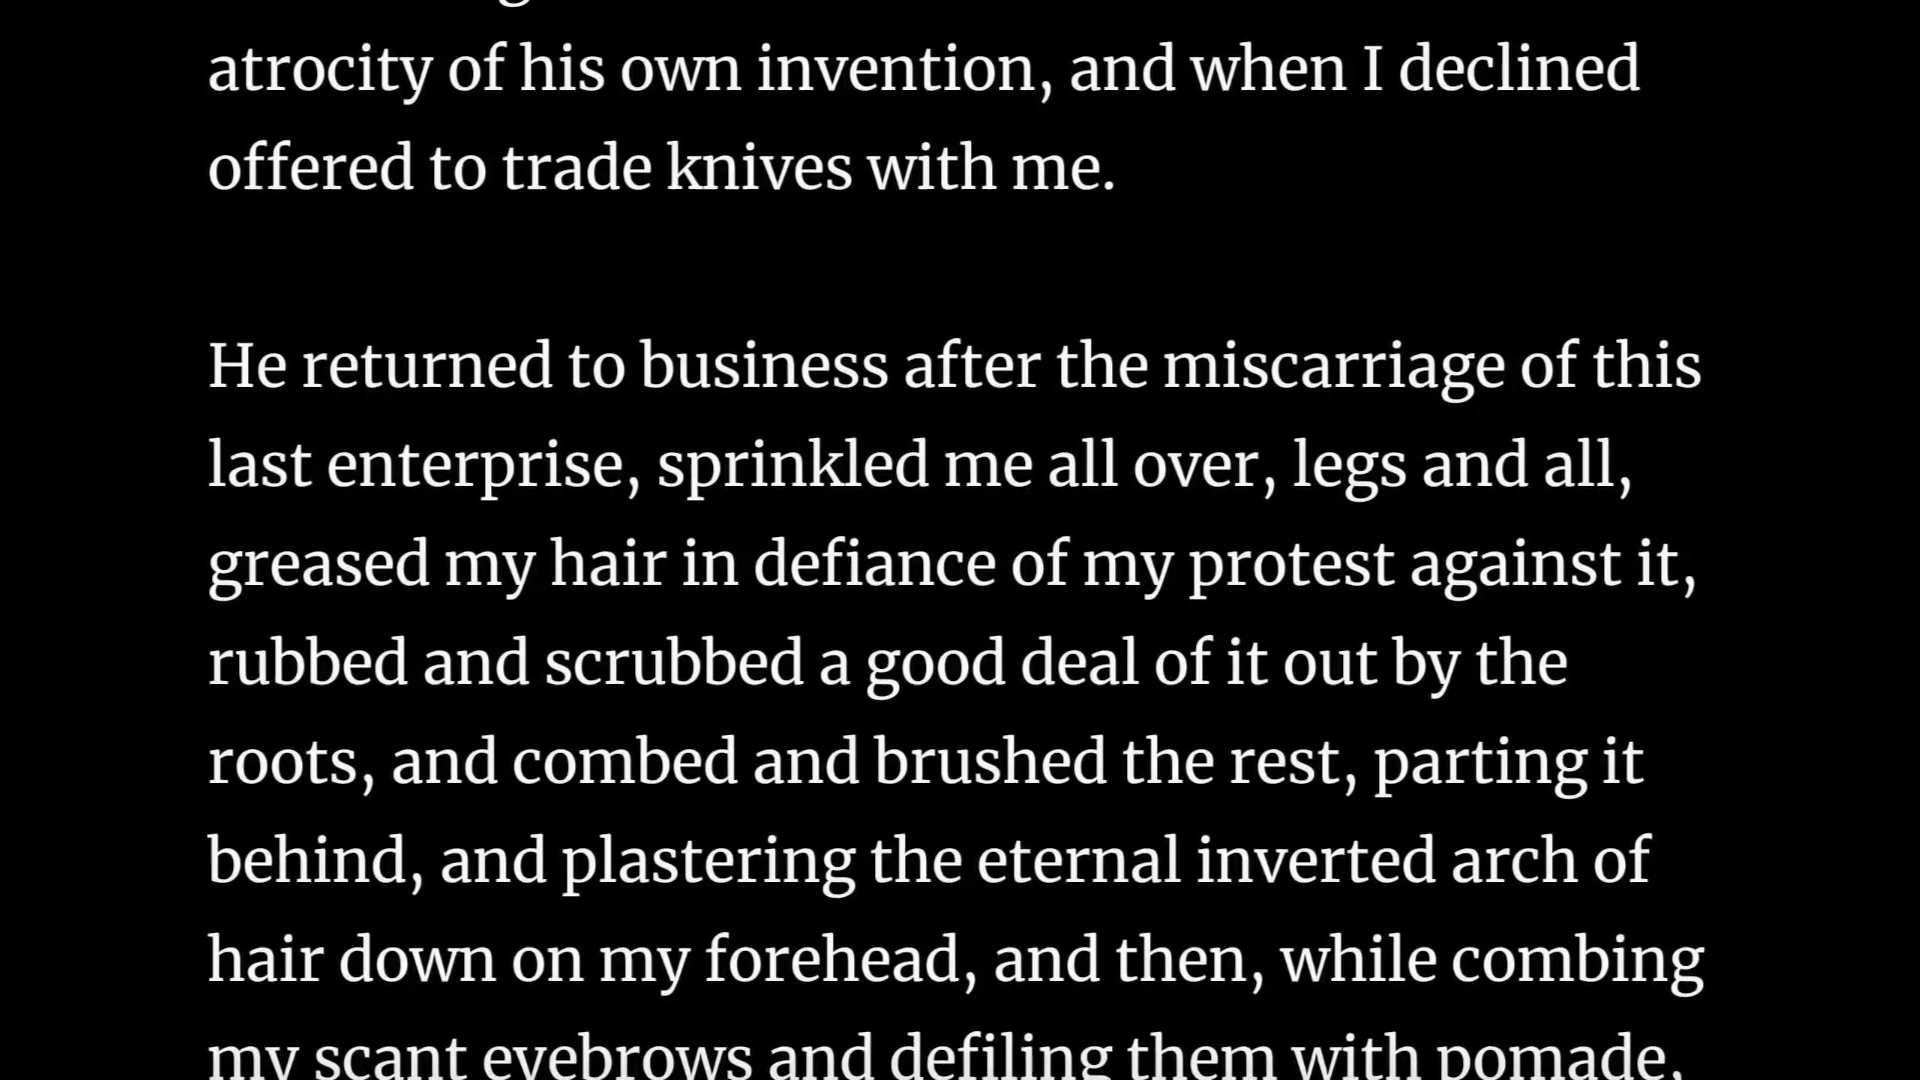 atrocity of his own invention, and when I declined
offered to trade knives with me.
He returned to business after the miscarriage of this
last enterprise, sprinkled me all over, legs and all,
greased my hair in defiance of my protest against it,
rubbed and scrubbed a good deal of it out by the
roots, and combed and brushed the rest, parting it
behind, and plastering the eternal inverted arch of
hair down on my forehead, and then, while combing
my scant eyebrows and defiling them with pomade,